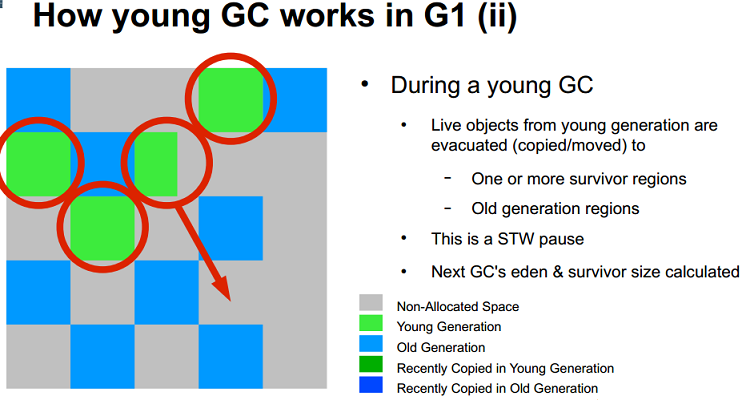 How young GC works in G1 (ii)
• During a young GC
• Live objects from young generation are
evacuated (copied/moved) to
– One or more survivor regions
– Old generation regions
• This is a STW pause
• Next GC's eden & survivor size calculated
Non-Allocated Space
Young Generation
Old Generation
Recently Copied in Young Generation
Recently Copied in Old Generation